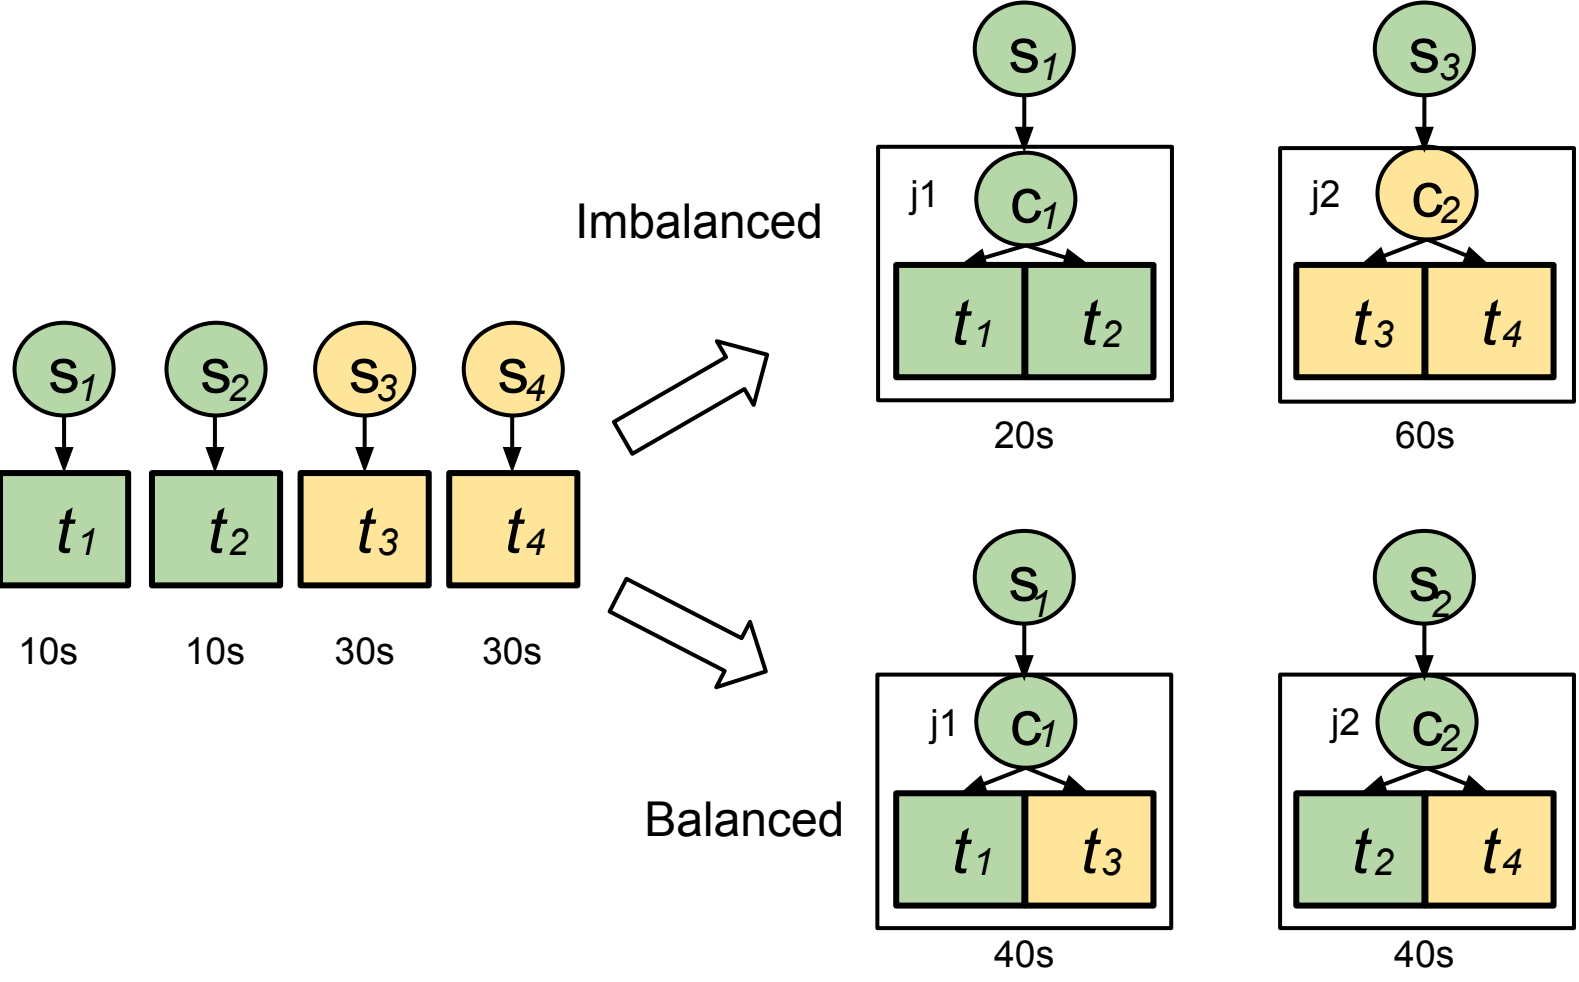 s1 s3
j1 c1 j2 c2
Imbalanced
t1 t2 t3 t4
20s 60s
s1 s2 s3 s4
t1 t2 t3 t4
10s 10s 30s 30s
s1 s2
j1 c1 j2 c2
Balanced
t1 t3 t2 t4
40s 40s